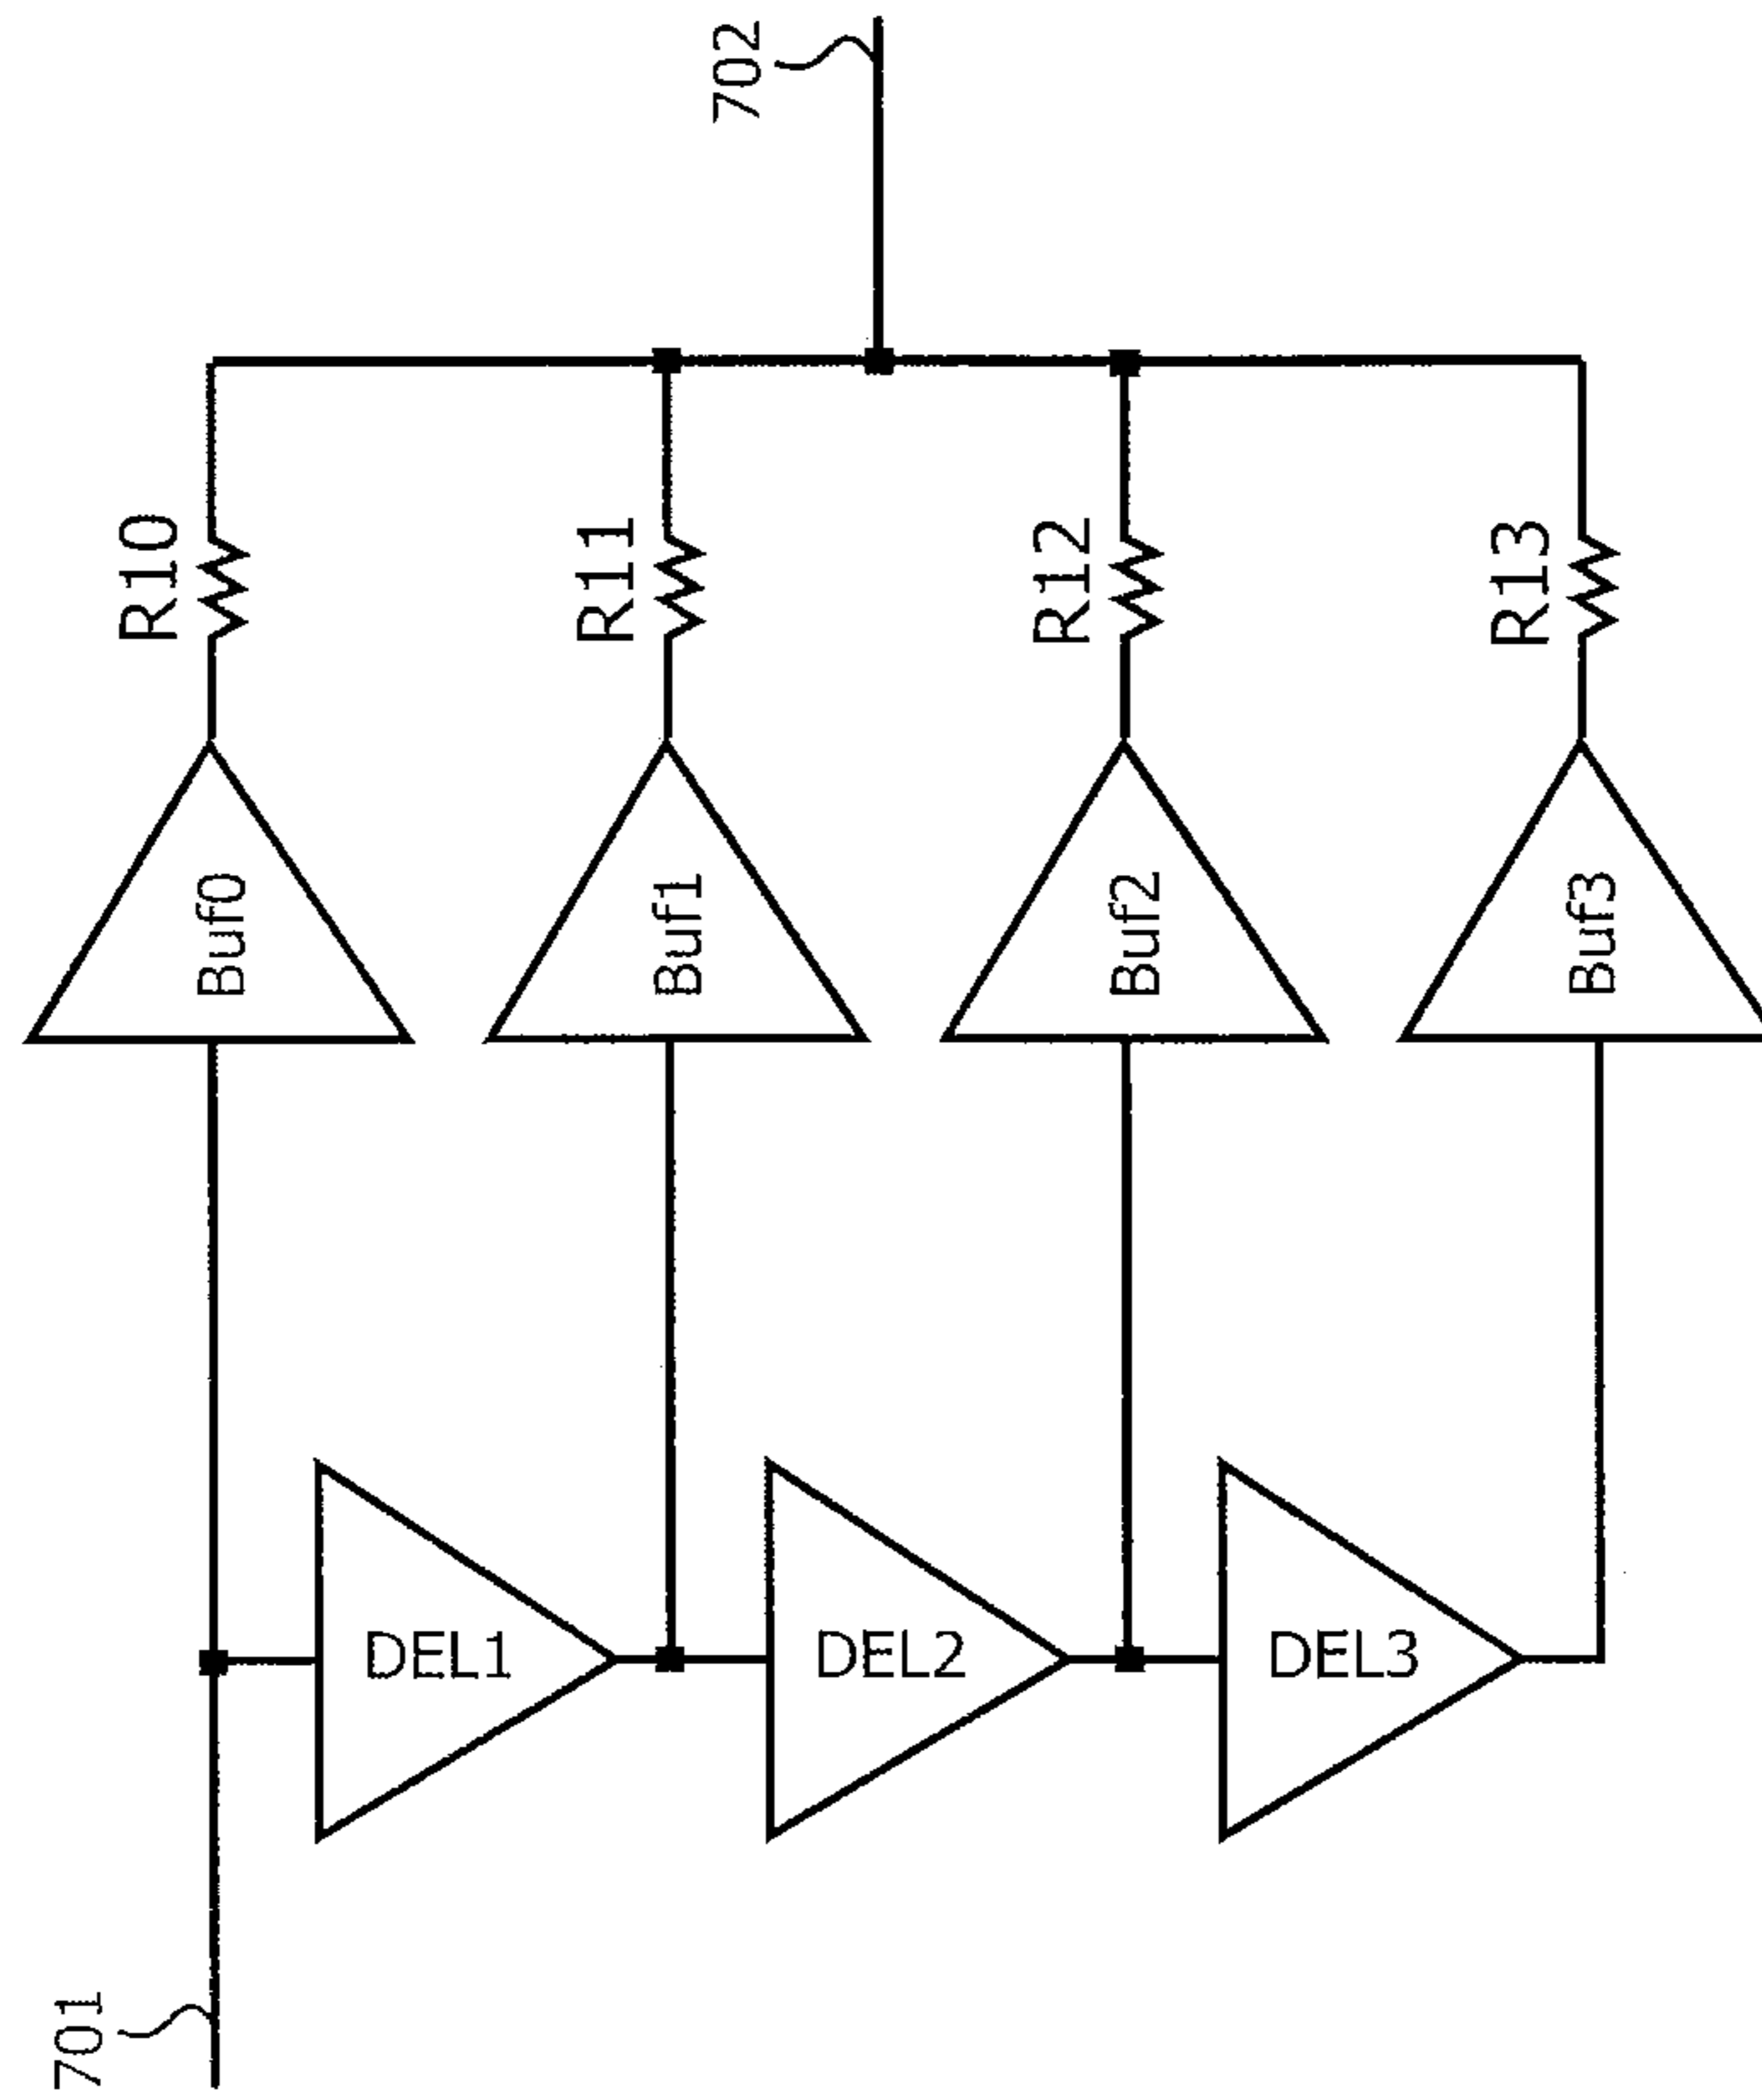 702
R10
R11
R12
R13
Buf0
Buf1
Buf2
Buf3
DEL1
DEL2
DEL3
701